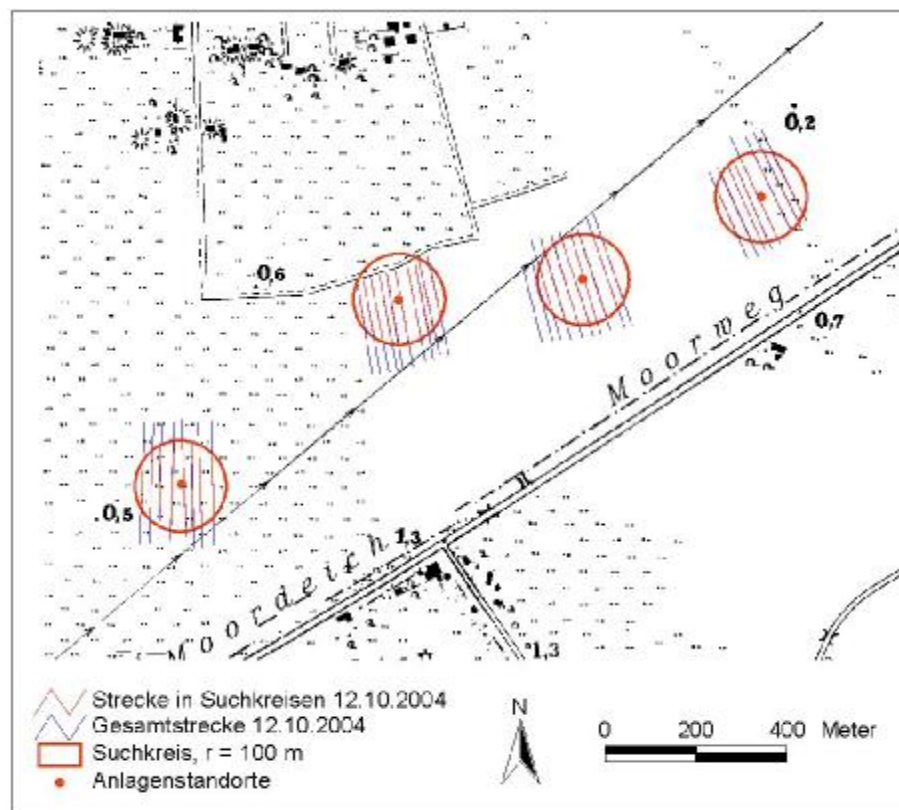 0,2
0,6
Moorweg
0,7
0,5
1,3
Moordeich
1,3
Strecke in Suchkreisen 12.10.2004
Gesamtstrecke 12.10.2004
Suchkreis, r = 100 m
Anlagenstandorte
N
0 200 400 Meter